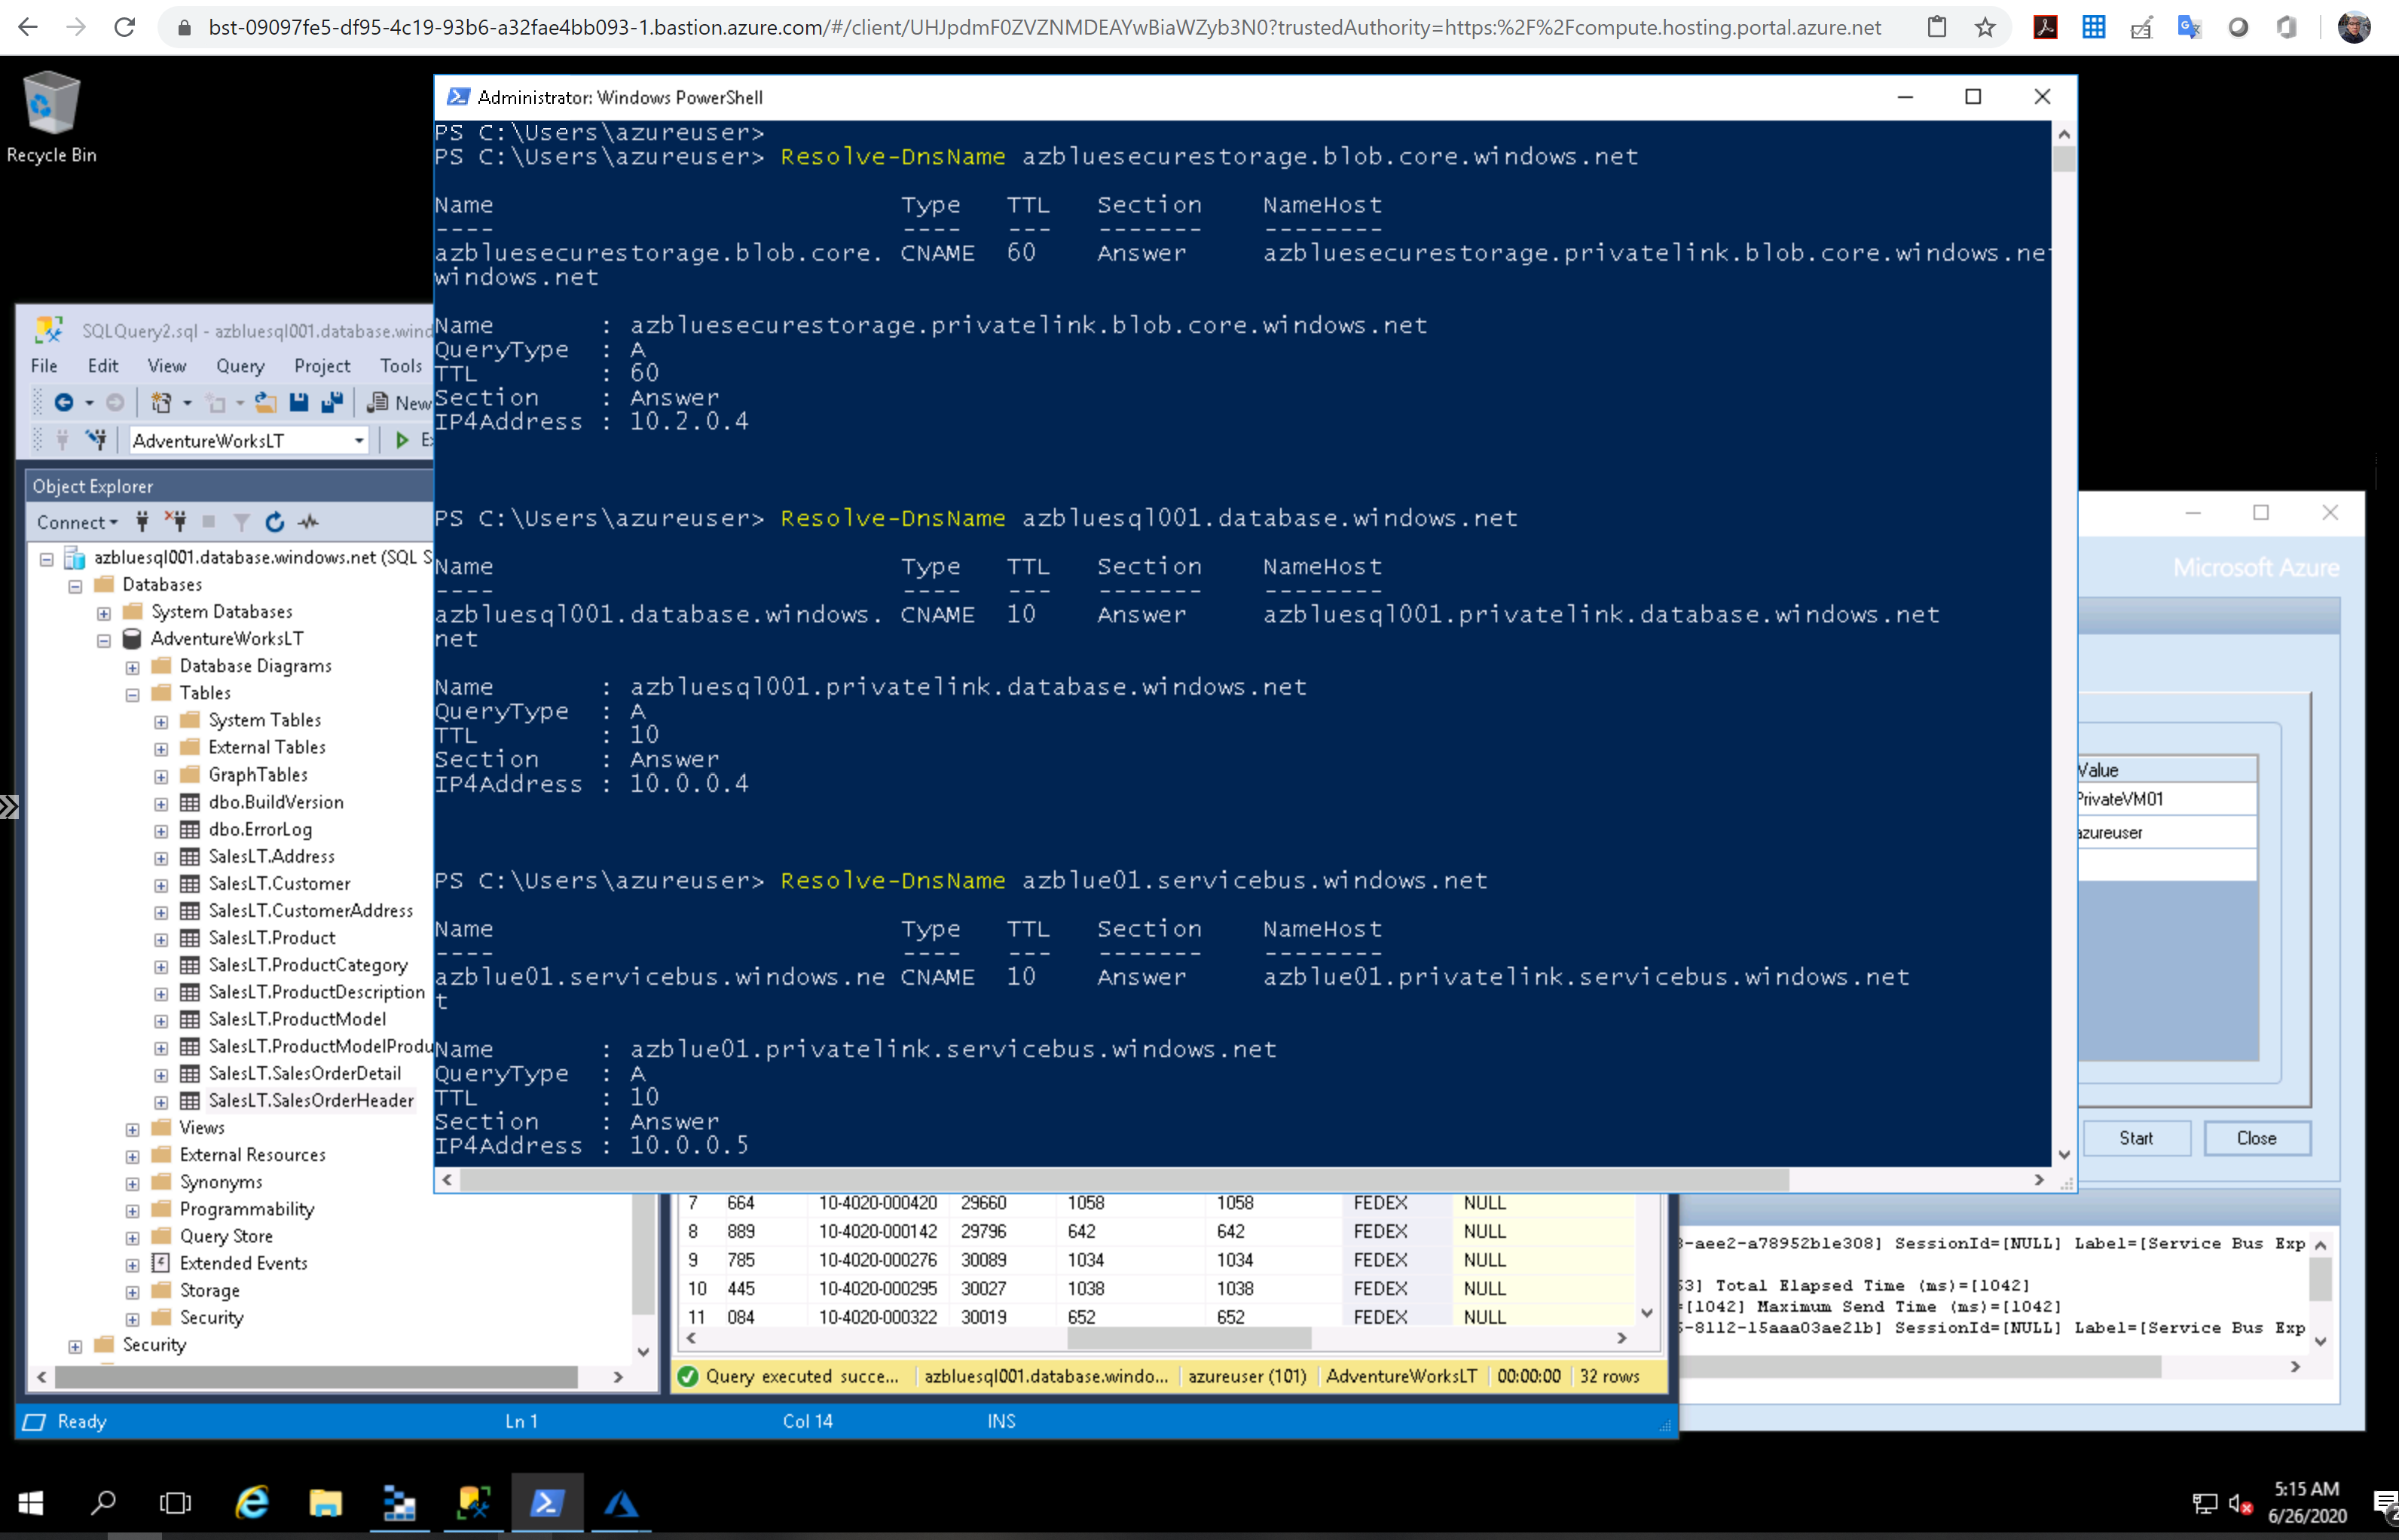 bst-09097fe5-df95-4c19-93b6-a32fae4bb093-1.bastion.azure.com/#/client/UHJpdmF0ZVZNMDEAYwBiaWZyb3N0?trustedAuthority=https:%2F%2Fcompute.hosting.portal.azure.net
Recycle Bin
Administrator: Windows PowerShell
PS C:\Users\azureuser>
PS C:\Users\azureuser> Resolve-DnsName azbluesecurestorage.blob.core.windows.net
Name Type TTL Section NameHost
---- ---- --- ------- --------
azbluesecurestorage.blob.core. CNAME 60 Answer azbluesecurestorage.privatelink.blob.core.windows.net
windows.net
Name : azbluesecurestorage.privatelink.blob.core.windows.net
QueryType : A
TTL : 60
Section : Answer
IP4Address : 10.2.0.4
PS C:\Users\azureuser> Resolve-DnsName azbluesql001.database.windows.net
Name Type TTL Section NameHost
---- ---- --- ------- --------
azbluesql001.database.windows. CNAME 10 Answer azbluesql001.privatelink.database.windows.net
net
Name : azbluesql001.privatelink.database.windows.net
QueryType : A
TTL : 10
Section : Answer
IP4Address : 10.0.0.4
PS C:\Users\azureuser> Resolve-DnsName azblue01.servicebus.windows.net
Name Type TTL Section NameHost
---- ---- --- ------- --------
azblue01.servicebus.windows.ne CNAME 10 Answer azblue01.privatelink.servicebus.windows.net
t
Name : azblue01.privatelink.servicebus.windows.net
QueryType : A
TTL : 10
Section : Answer
IP4Address : 10.0.0.5
SQLQuery2.sql - azbluesql001.database.wind
File Edit View Query Project Tools
New
AdventureWorksLT
Object Explorer
Connect
azbluesql001.database.windows.net (SQL S
Databases
System Databases
AdventureWorksLT
Database Diagrams
Tables
System Tables
External Tables
GraphTables
dbo.BuildVersion
dbo.ErrorLog
SalesLT.Address
SalesLT.Customer
SalesLT.CustomerAddress
SalesLT.Product
SalesLT.ProductCategory
SalesLT.ProductDescription
SalesLT.ProductModel
SalesLT.ProductModelProdu
SalesLT.SalesOrderDetail
SalesLT.SalesOrderHeader
Views
External Resources
Synonyms
Programmability
Query Store
Extended Events
Storage
Security
Security
7 664 10-4020-000420 29660 1058 1058 FEDEX NULL
8 889 10-4020-000142 29796 642 642 FEDEX NULL
9 785 10-4020-000276 30089 1034 1034 FEDEX NULL
10 445 10-4020-000295 30027 1038 1038 FEDEX NULL
11 084 10-4020-000322 30019 652 652 FEDEX NULL
Query executed succe... azbluesql001.database.windo... azureuser (101) AdventureWorksLT 00:00:00 32 rows
Ready Ln 1 Col 14 INS
Microsoft Azure
Value
PrivateVM01
azureuser
Start Close
-aee2-a78952b1e308] SessionId=[NULL] Label=[Service Bus Exp
] Total Elapsed Time (ms)=[1042]
=[1042] Maximum Send Time (ms)=[1042]
-8112-15aaa03ae21b] SessionId=[NULL] Label=[Service Bus Exp
5:15 AM
6/26/2020